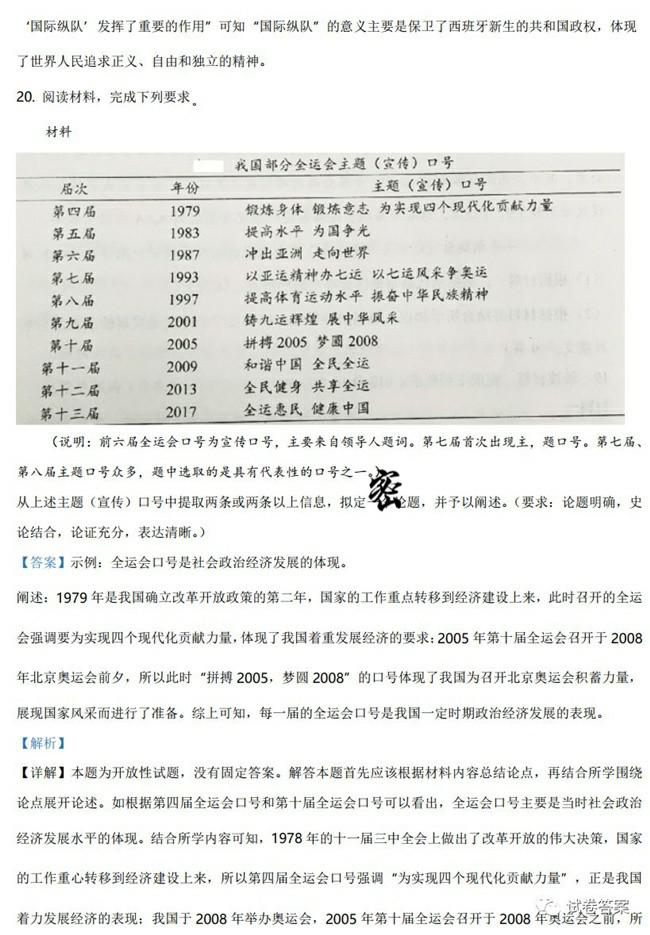 ‘国际纵队’发挥了重要的作用”可知“国际纵队”的意义主要是保卫了西班牙新生的共和国政权，体现
了世界人民追求正义、自由和独立的精神。
20. 阅读材料，完成下列要求。
材料
我国部分全运会主题（宣传）口号
届次 年份 主题（宣传）口号
第四届 1979 锻炼身体 锻炼意志 为实现四个现代化贡献力量
第五届 1983 提高水平 为国争光
第六届 1987 冲出亚洲 走向世界
第七届 1993 以亚运精神办七运 以七运风采争奥运
第八届 1997 提高体育运动水平 振奋中华民族精神
第九届 2001 铸九运辉煌 展中华风采
第十届 2005 拼搏2005 梦圆2008
第十一届 2009 和谐中国 全民全运
第十二届 2013 全民健身 共享全运
第十三届 2017 全运惠民 健康中国
（说明：前六届全运会口号为宣传口号，主要来自领导人题词。第七届首次出现主，题口号。第七届、
第八届主题口号众多，题中选取的是具有代表性的口号之一
密
从上述主题（宣传）口号中提取两条或两条以上信息，拟定一论题，并予以阐述。（要求：论题明确，史
论结合，论证充分，表达清晰。）
【答案】示例：全运会口号是社会政治经济发展的体现。
阐述：1979 年是我国确立改革开放政策的第二年，国家的工作重点转移到经济建设上来，此时召开的全运
会强调要为实现四个现代化贡献力量，体现了我国着重发展经济的要求；2005 年第十届全运会召开于 2008
年北京奥运会前夕，所以此时“拼搏 2005，梦圆 2008”的口号体现了我国为召开北京奥运会积蓄力量，
展现国家风采而进行了准备。综上可知，每一届的全运会口号是我国一定时期政治经济发展的表现。
【解析】
【详解】本题为开放性试题，没有固定答案。解答本题首先应该根据材料内容总结论点，再结合所学围绕
论点展开论述。如根据第四届全运会口号和第十届全运会口号可以看出，全运会口号主要是当时社会政治
经济发展水平的体现。结合所学内容可知，1978 年的十一届三中全会上做出了改革开放的伟大决策，国家
的工作重心转移到经济建设上来，所以第四届全运会口号强调“为实现四个现代化贡献力量”，正是我国
着力发展经济的表现；我国于 2008 年举办奥运会，2005 年第十届全运会召开于 2008 年奥运会之前，所
试卷答案